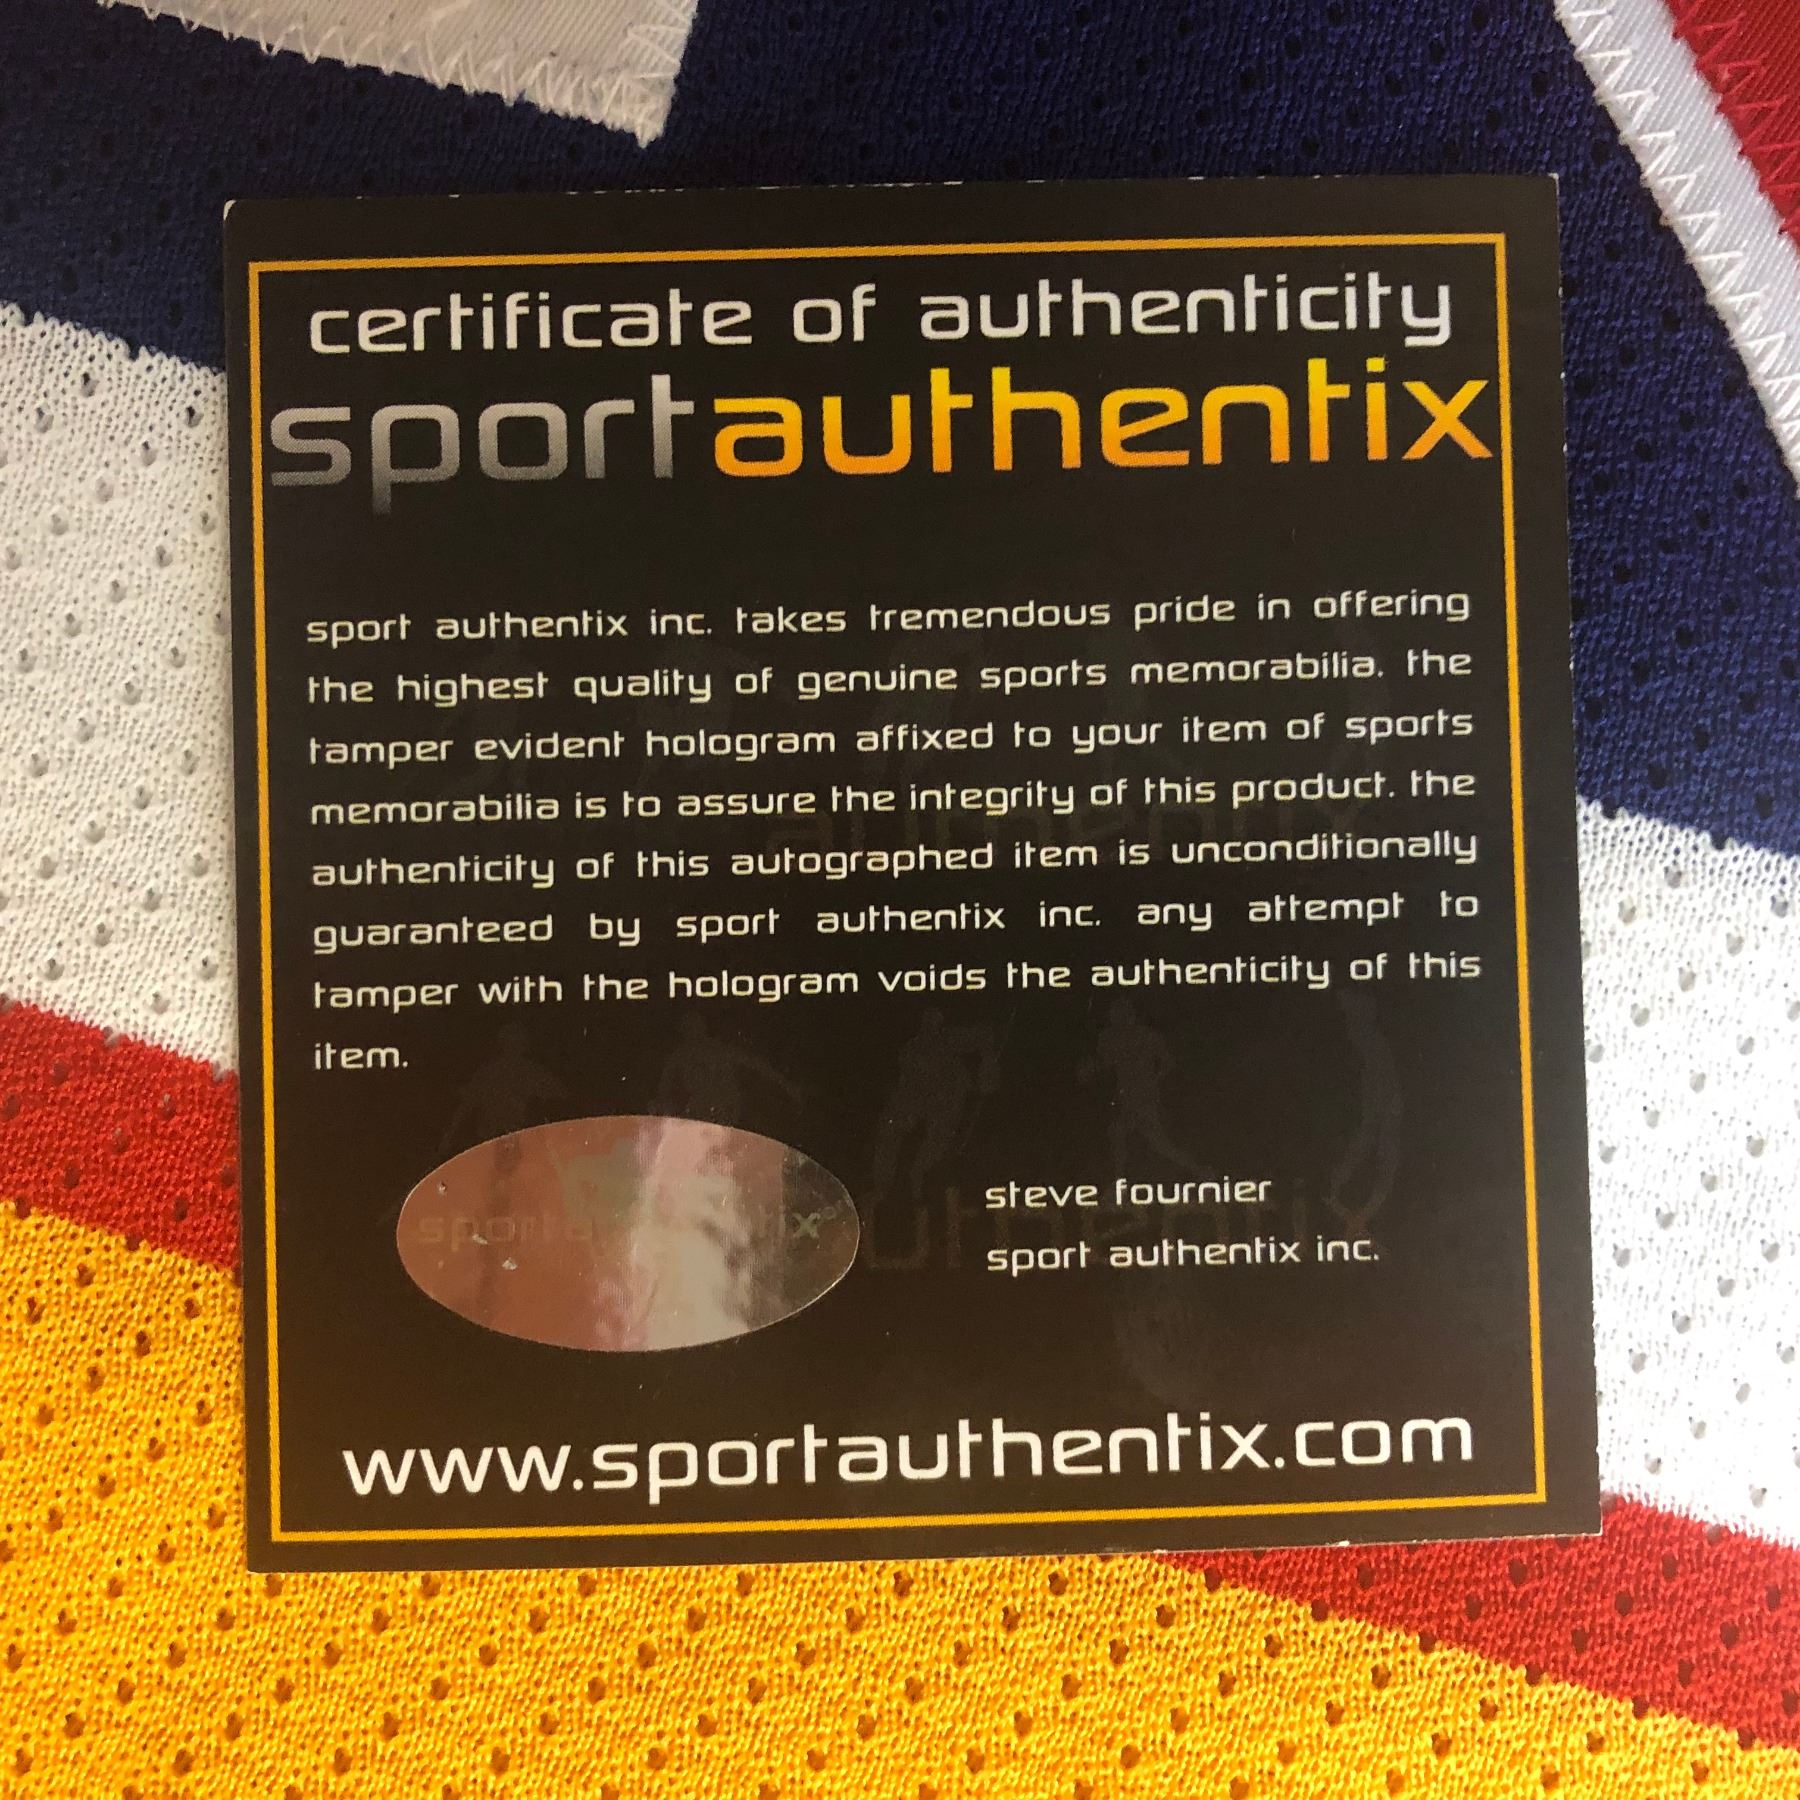 certificate of authenticity
sportauthentix
sport authentix inc. takes tremendous pride in offering
the highest quality of genuine sports memorabilia. the
tamper evident hologram affixed to your item of sports
memorabilia is to assure the integrity of this product. the
authenticity of this autographed item is unconditionally
guaranteed by sport authentix inc. any attempt to
tamper with the hologram voids the authenticity of this
item.
steve fournier
sport authentix inc.
www.sportauthentix.com